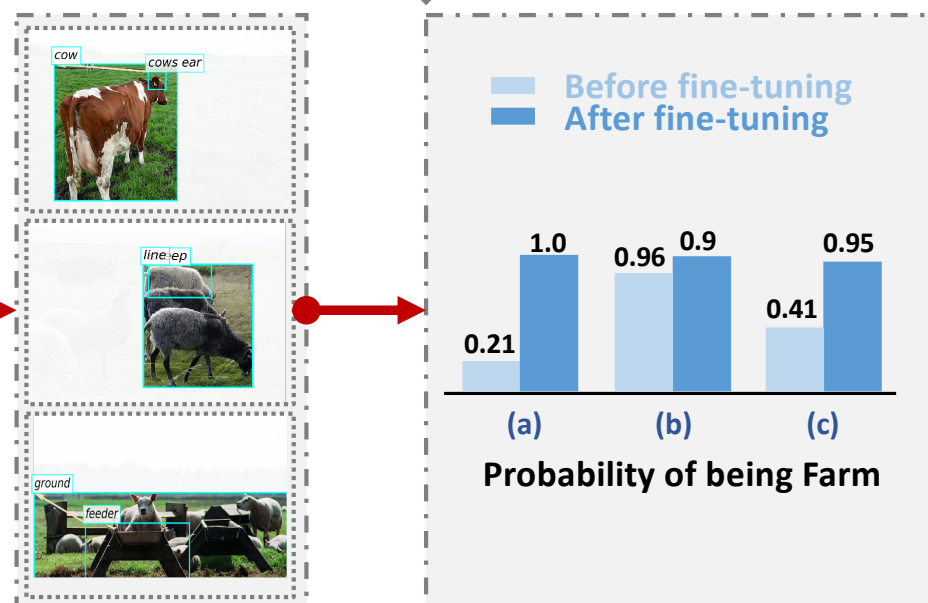 cow
cows ear
line
ep
ground
feeder
Before fine-tuning
After fine-tuning
0.21
1.0
0.96
0.9
0.41
0.95
(a)
(b)
(c)
Probability of being Farm